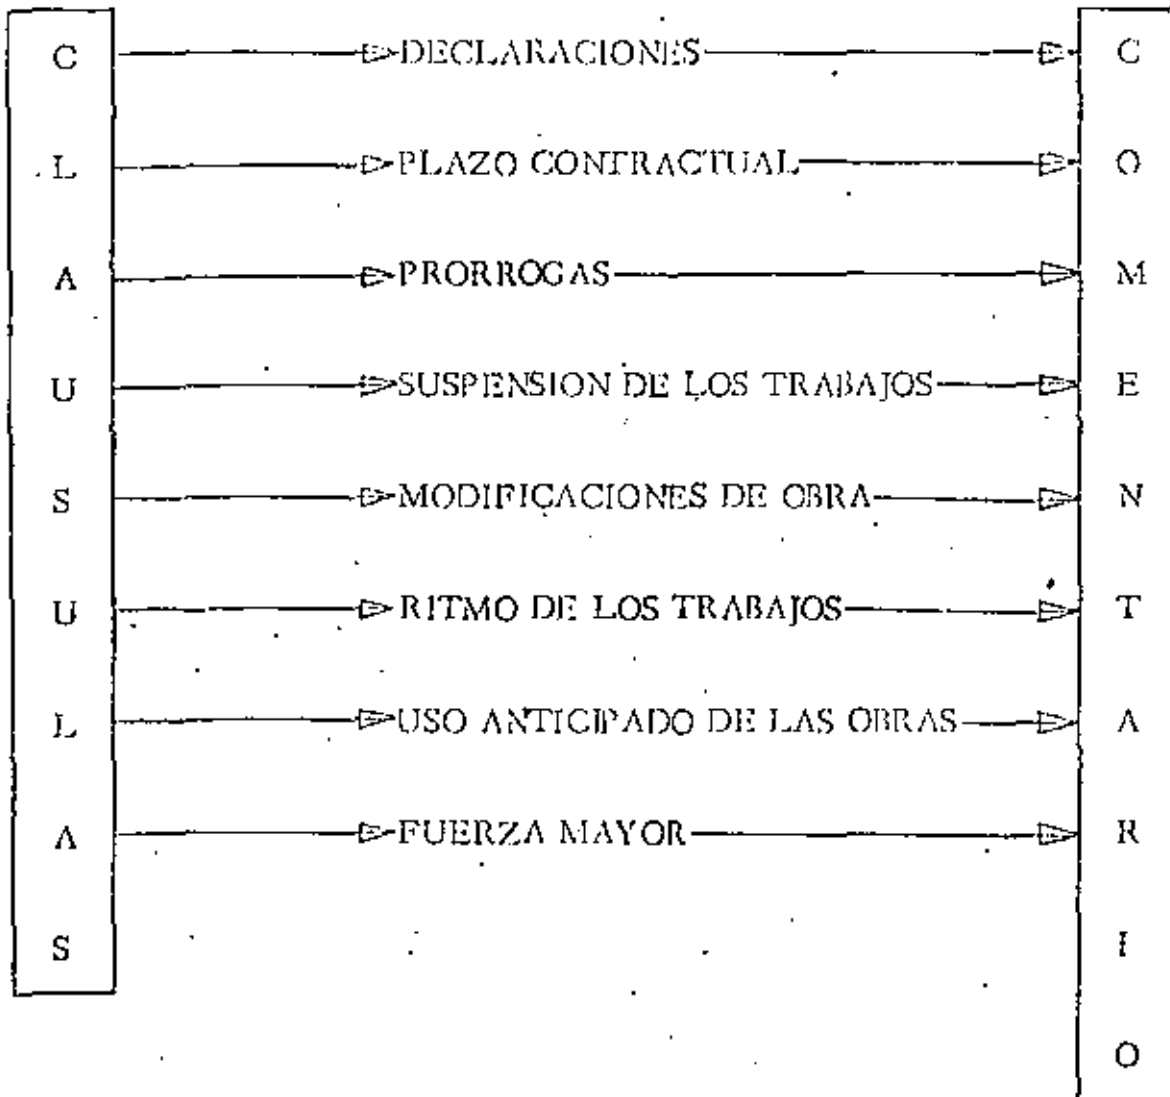 C DECLARACIONES C
L PLAZO CONTRACTUAL O
A PRORROGAS M
U SUSPENSION DE LOS TRABAJOS E
S MODIFICACIONES DE OBRA N
U RITMO DE LOS TRABAJOS T
L USO ANTICIPADO DE LAS OBRAS A
A FUERZA MAYOR R
S I
O